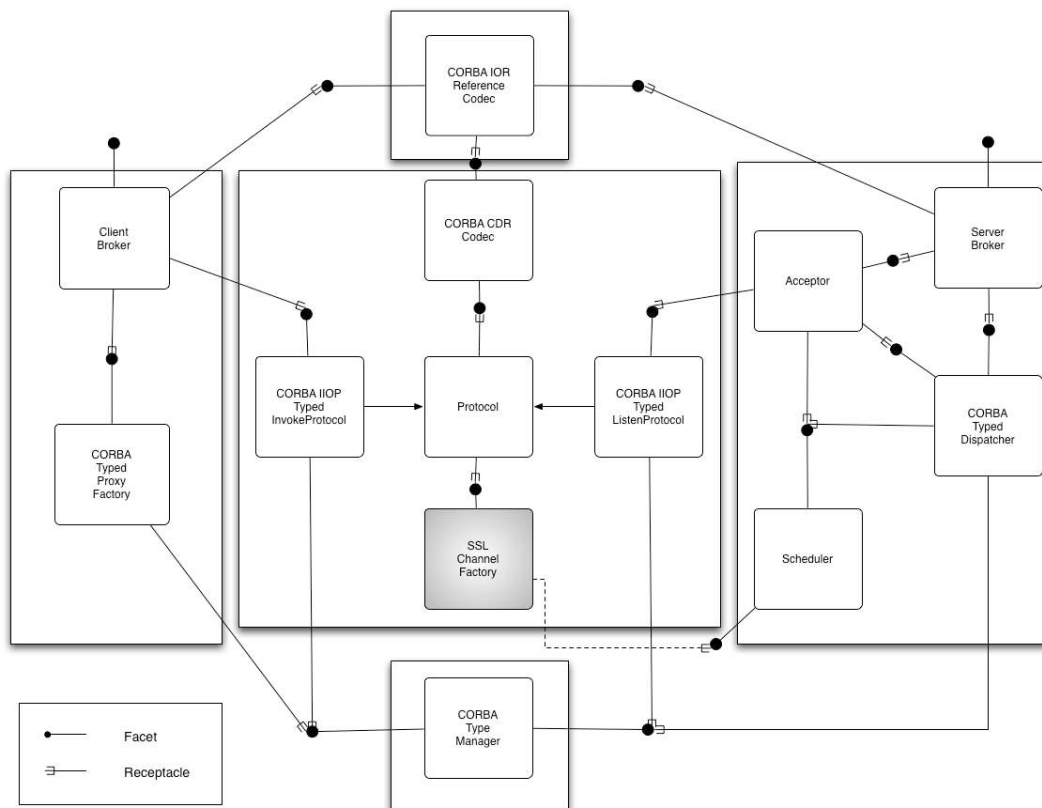 CORBA IOR
Reference
Codec
Client
Broker
CORBA CDR
Codec
Server
Broker
Acceptor
CORBA IIOP
Typed
InvokeProtocol
Protocol
CORBA IIOP
Typed
ListenProtocol
CORBA
Typed
Dispatcher
CORBA
Typed
Proxy
Factory
SSL
Channel
Factory
Scheduler
CORBA
Type
Manager
Facet
Receptacle